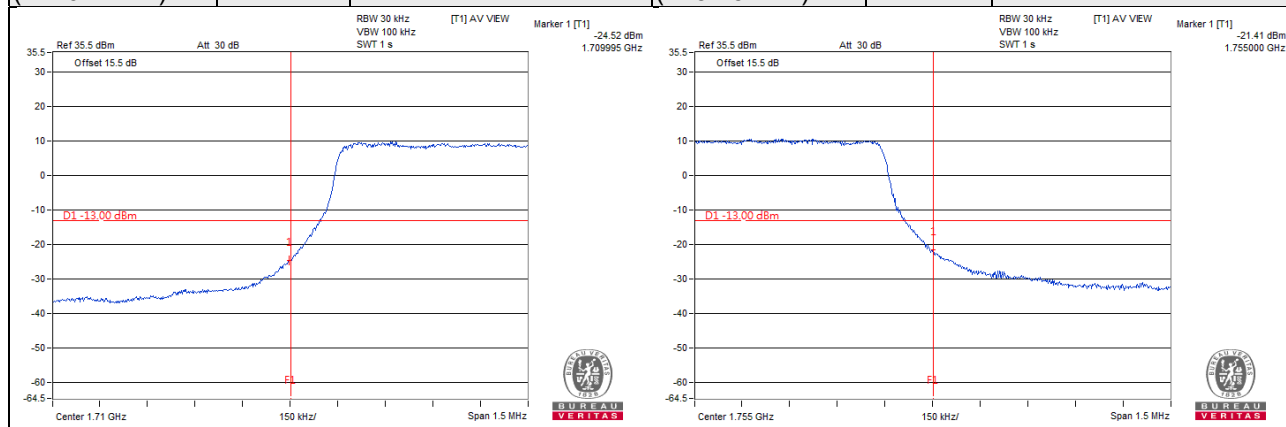 RBW 30 kHz [T1] AV VIEW Marker 1 [T1]
VBW 100 kHz -24.52 dBm
Ref 35.5 dBm Att 30 dB SWT 1 s 1.709995 GHz
35.5
Offset 15.5 dB
30
20
10
0
-10
D1 -13.00 dBm
-20
1
-30
-40
-50
-60
F1
-64.5
Center 1.71 GHz 150 kHz/ Span 1.5 MHz
BUREAU VERITAS
1828
BUREAU
VERITAS
RBW 30 kHz [T1] AV VIEW Marker 1 [T1]
VBW 100 kHz -21.41 dBm
Ref 35.5 dBm Att 30 dB SWT 1 s 1.755000 GHz
35.5
Offset 15.5 dB
30
20
10
0
-10
D1 -13.00 dBm
1
-20
-30
-40
-50
-60
F1
-64.5
Center 1.755 GHz 150 kHz/ Span 1.5 MHz
BUREAU VERITAS
1828
BUREAU
VERITAS